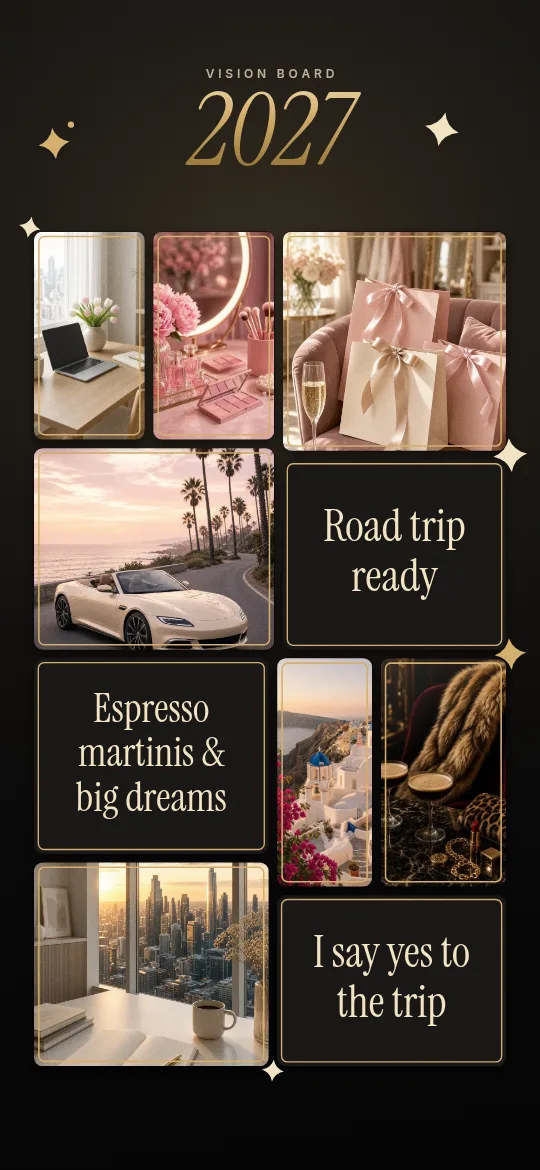 VISION BOARD
2027
Road trip
ready
Espresso
martinis &
big dreams
I say yes to
the trip